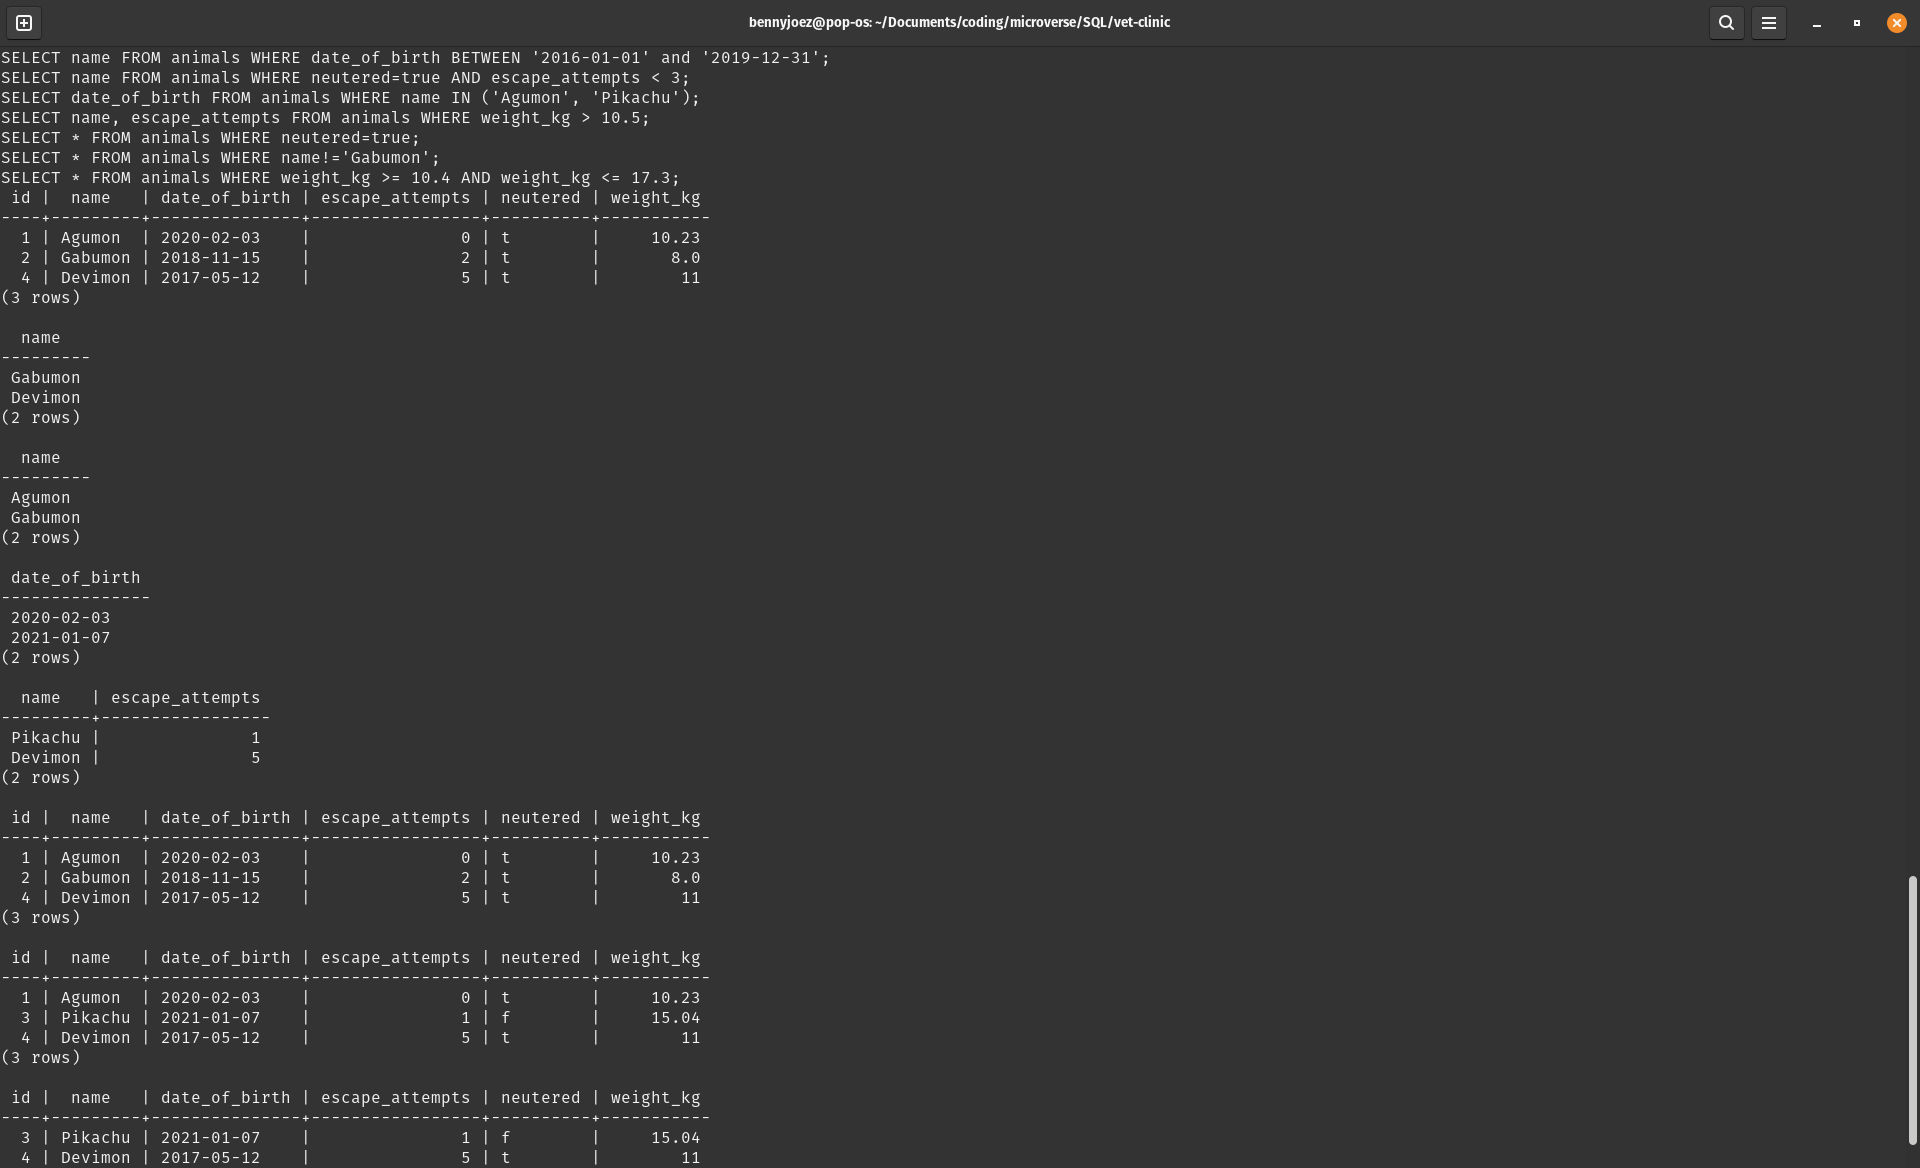 bennyjoez@pop-os: ~/Documents/coding/microverse/SQL/vet-clinic
SELECT name FROM animals WHERE date_of_birth BETWEEN '2016-01-01' and '2019-12-31';
SELECT name FROM animals WHERE neutered=true AND escape_attempts < 3;
SELECT date_of_birth FROM animals WHERE name IN ('Agumon', 'Pikachu');
SELECT name, escape_attempts FROM animals WHERE weight_kg > 10.5;
SELECT * FROM animals WHERE neutered=true;
SELECT * FROM animals WHERE name!='Gabumon';
SELECT * FROM animals WHERE weight_kg >= 10.4 AND weight_kg <= 17.3;
 id |  name   | date_of_birth | escape_attempts | neutered | weight_kg
----+---------+---------------+-----------------+----------+-----------
  1 | Agumon  | 2020-02-03    |               0 | t        |     10.23
  2 | Gabumon | 2018-11-15    |               2 | t        |       8.0
  4 | Devimon | 2017-05-12    |               5 | t        |        11
(3 rows)

  name
---------
 Gabumon
 Devimon
(2 rows)

  name
---------
 Agumon
 Gabumon
(2 rows)

 date_of_birth
---------------
 2020-02-03
 2021-01-07
(2 rows)

  name   | escape_attempts
---------+-----------------
 Pikachu |               1
 Devimon |               5
(2 rows)

 id |  name   | date_of_birth | escape_attempts | neutered | weight_kg
----+---------+---------------+-----------------+----------+-----------
  1 | Agumon  | 2020-02-03    |               0 | t        |     10.23
  2 | Gabumon | 2018-11-15    |               2 | t        |       8.0
  4 | Devimon | 2017-05-12    |               5 | t        |        11
(3 rows)

 id |  name   | date_of_birth | escape_attempts | neutered | weight_kg
----+---------+---------------+-----------------+----------+-----------
  1 | Agumon  | 2020-02-03    |               0 | t        |     10.23
  3 | Pikachu | 2021-01-07    |               1 | f        |     15.04
  4 | Devimon | 2017-05-12    |               5 | t        |        11
(3 rows)

 id |  name   | date_of_birth | escape_attempts | neutered | weight_kg
----+---------+---------------+-----------------+----------+-----------
  3 | Pikachu | 2021-01-07    |               1 | f        |     15.04
  4 | Devimon | 2017-05-12    |               5 | t        |        11